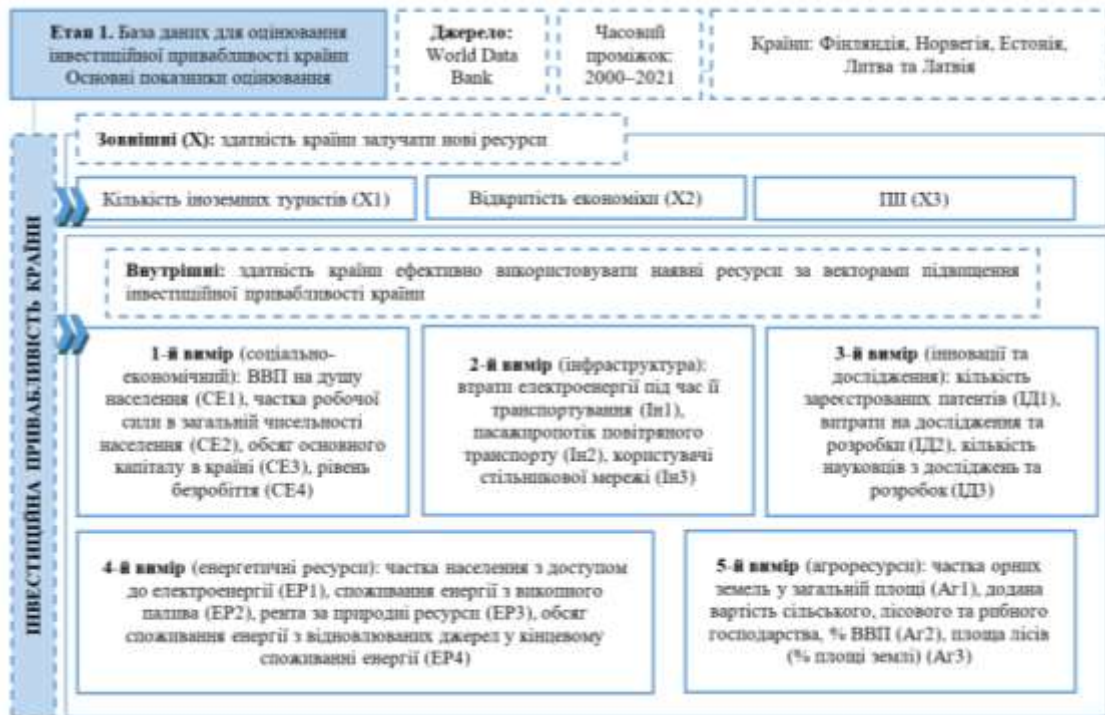 Етап 1. База даних для оцінювання
інвестиційної привабливості країни
Основні показники оцінювання
Джерело:
World Data
Bank
Часовий
проміжок:
2000–2021
Країни: Фінляндія, Норвегія, Естонія,
Литва та Латвія
ІНВЕСТИЦІЙНА ПРИВАБЛИВІСТЬ КРАЇНИ
Зовнішні (X): здатність країни залучати нові ресурси
Кількість іноземних туристів (X1)
Відкритість економіки (X2)
ПІІ (X3)
Внутрішні: здатність країни ефективно використовувати наявні ресурси за векторами підвищення
інвестиційної привабливості країни
1-й вимір (соціально-
економічний): ВВП на душу
населення (СЕ1), частка робочої
сили в загальній чисельності
населення (СЕ2), обсяг основного
капіталу в країні (СЕ3), рівень
безробіття (СЕ4)
2-й вимір (інфраструктура):
втрати електроенергії під час її
транспортування (Ін1),
пасажиропотік повітряного
транспорту (Ін2), користувачі
стільникової мережі (Ін3)
3-й вимір (інновації та
дослідження): кількість
зареєстрованих патентів (ІД1),
витрати на дослідження та
розробки (ІД2), кількість
науковців з досліджень та
розробок (ІД3)
4-й вимір (енергетичні ресурси): частка населення з доступом
до електроенергії (ЕР1), споживання енергії з викопного
палива (ЕР2), рента за природні ресурси (ЕР3), обсяг
споживання енергії з відновлюваних джерел у кінцевому
споживанні енергії (ЕР4)
5-й вимір (агроресурси): частка орних
земель у загальній площі (Аг1), додана
вартість сільського, лісового та рибного
господарства, % ВВП (Аг2), площа лісів
(% площі землі) (Аг3)